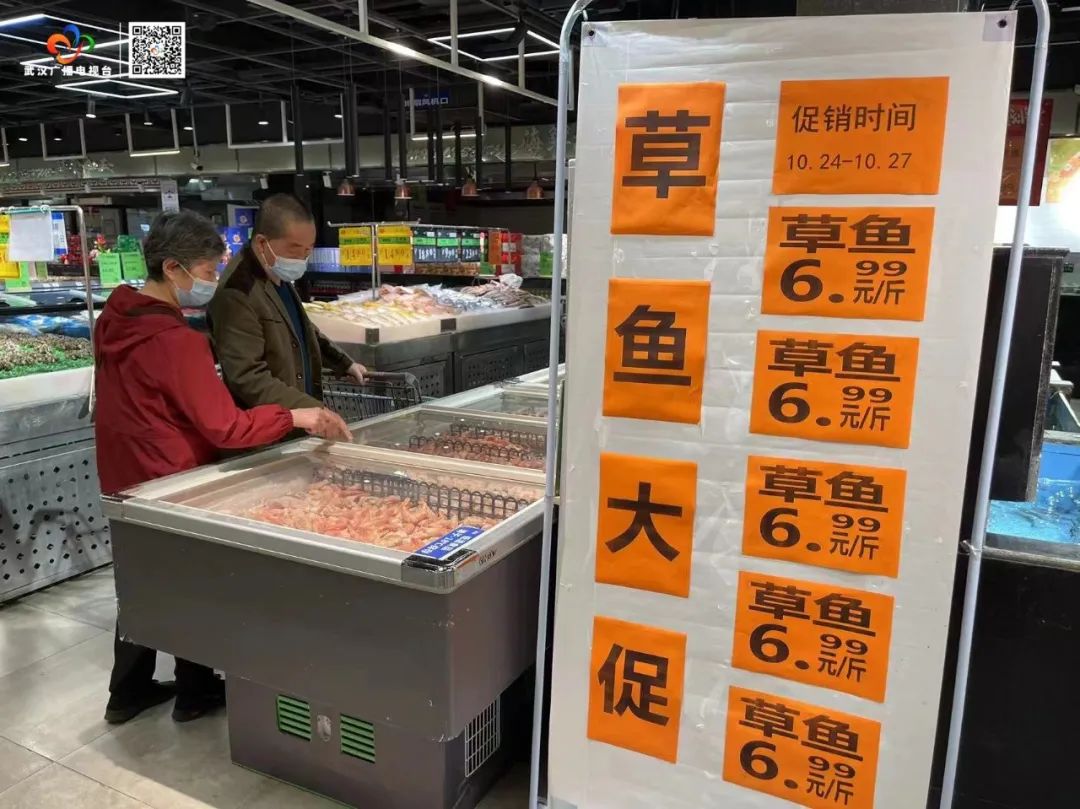 武汉广播电视台
草
鱼
大
促
促销时间
10.24-10.27
草鱼
6.99
元/斤
草鱼
6.99
元/斤
草鱼
6.99
元/斤
草鱼
6.99
元/斤
草鱼
6.99
元/斤